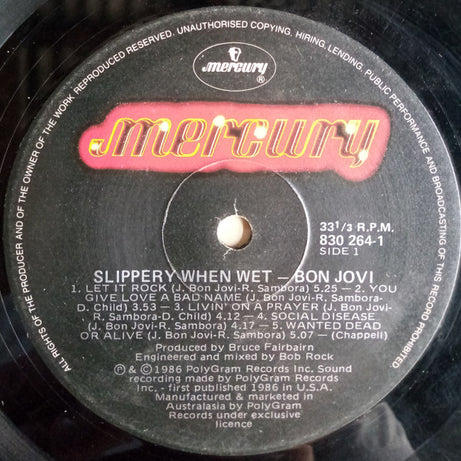 ALL RIGHTS OF THE PRODUCER AND OF THE OWNER OF THE WORK REPRODUCED RESERVED. UNAUTHORISED COPYING, HIRING, LENDING, PUBLIC PERFORMANCE AND BROADCASTING OF THIS RECORD PROHIBITED
mercury
®
mercury
33 1/3 R.P.M.
830 264-1
SIDE 1
SLIPPERY WHEN WET – BON JOVI
1. LET IT ROCK (J. Bon Jovi-R. Sambora) 5.25 – 2. YOU
GIVE LOVE A BAD NAME (J. Bon Jovi-R. Sambora-
D. Child) 3.53 – 3. LIVIN' ON A PRAYER (J. Bon Jovi-
R. Sambora-D. Child) 4.12 – 4. SOCIAL DISEASE
(J. Bon Jovi-R. Sambora) 4.17 – 5. WANTED DEAD
OR ALIVE (J. Bon Jovi-R. Sambora) 5.07 – (Chappell)
Produced by Bruce Fairbairn
Engineered and mixed by Bob Rock
℗ & © 1986 PolyGram Records Inc. Sound
recording made by PolyGram Records
Inc. - first published 1986 in U.S.A.
Manufactured & marketed in
Australasia by PolyGram
Records under exclusive
licence